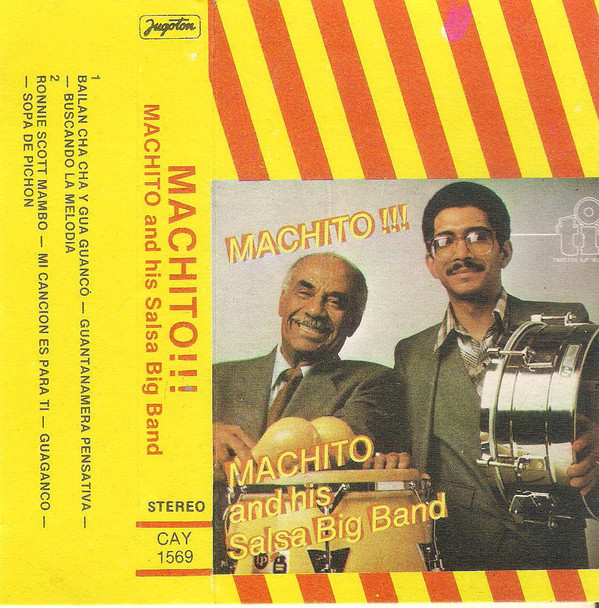 Jugoton
1
BAILAN CHA CHA Y GUA GUANCÓ — GUANTANAMERA PENSATIVA —
— BUSCANDO LA MELODIA
2
RONNIE SCOTT MAMBO — MI CANCION ES PARA TI — GUAGANCO —
— SOPA DE PICHON
MACHITO!!!
MACHITO and his Salsa Big Band
STEREO
CAY
1569
MACHITO !!!
ti
MACHITO
and his
Salsa Big Band